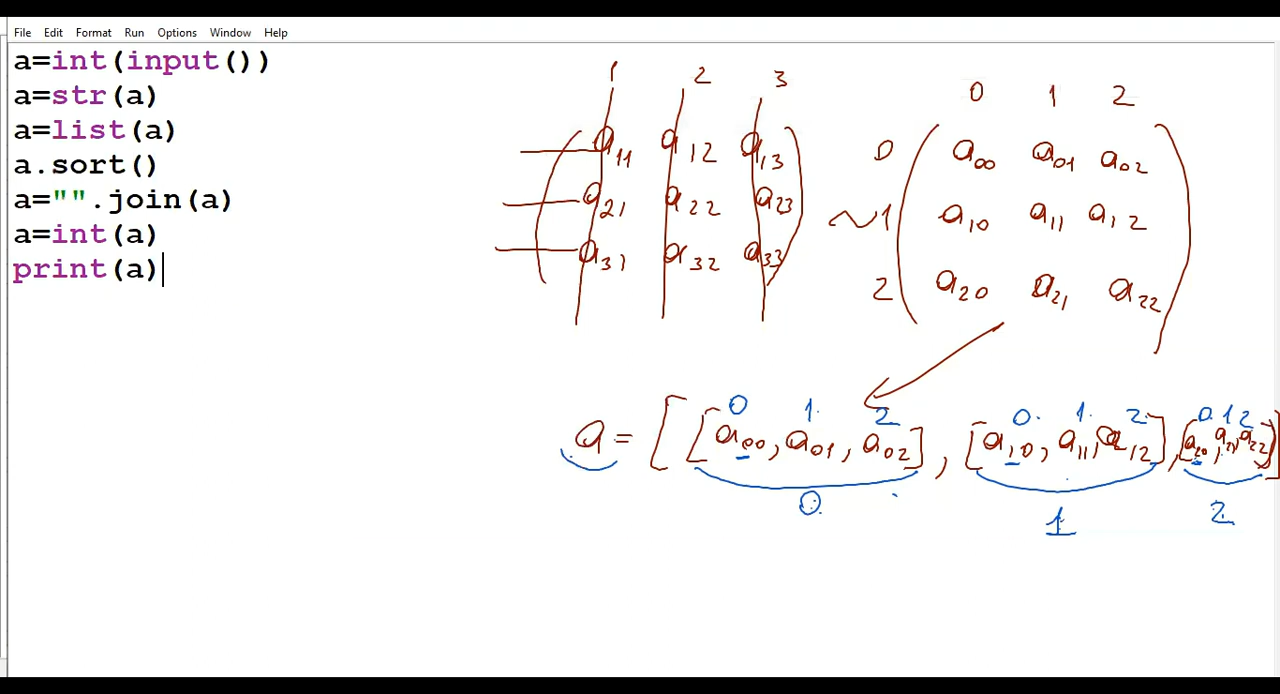 File Edit Format Run Options Window Help
a=int(input())
a=str(a)
a=list(a)
a.sort()
a="".join(a)
a=int(a)
print(a)
1 2 3
a11 a12 a13
a21 a22 a23
a31 a32 a33
0 1 2
0 a00 a01 a02
~1 a10 a11 a12
2 a20 a21 a22
0 1 2 0 1 2 0 1 2
a = [[a00, a01, a02], [a10, a11, a12], [a20, a21, a22]]
0 1 2